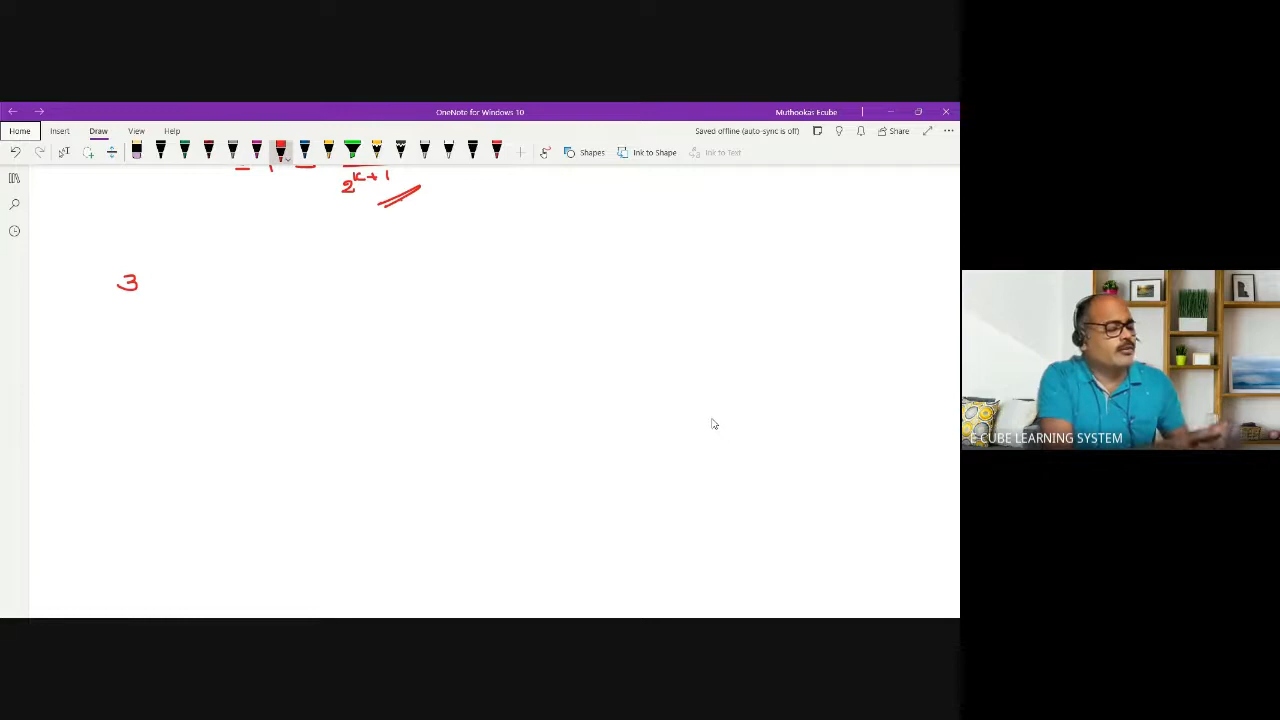 OneNote for Windows 10
Muthookas Ecube
Home Insert Draw View Help
Saved offline (auto-sync is off)
Share
Shapes Ink to Shape Ink to Text
2^{k+1}
3
E CUBE LEARNING SYSTEM